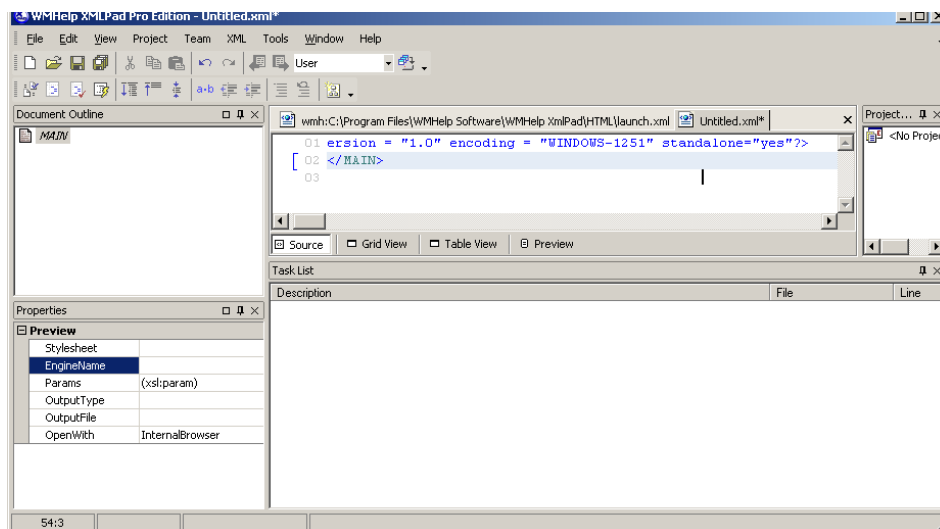 WMHelp XMLPad Pro Edition - Untitled.xml*
File Edit View Project Team XML Tools Window Help
User
a•b
Document Outline
MAIN
wmh:C:\Program Files\WMHelp Software\WMHelp XmlPad\HTML\launch.xml Untitled.xml*
01 ersion = "1.0" encoding = "WINDOWS-1251" standalone="yes"?>
02 </MAIN>
03
Source Grid View Table View Preview
Project...
<No Proje
Task List
Description File Line
Properties
Preview
Stylesheet
EngineName
Params (xsl:param)
OutputType
OutputFile
OpenWith InternalBrowser
54:3